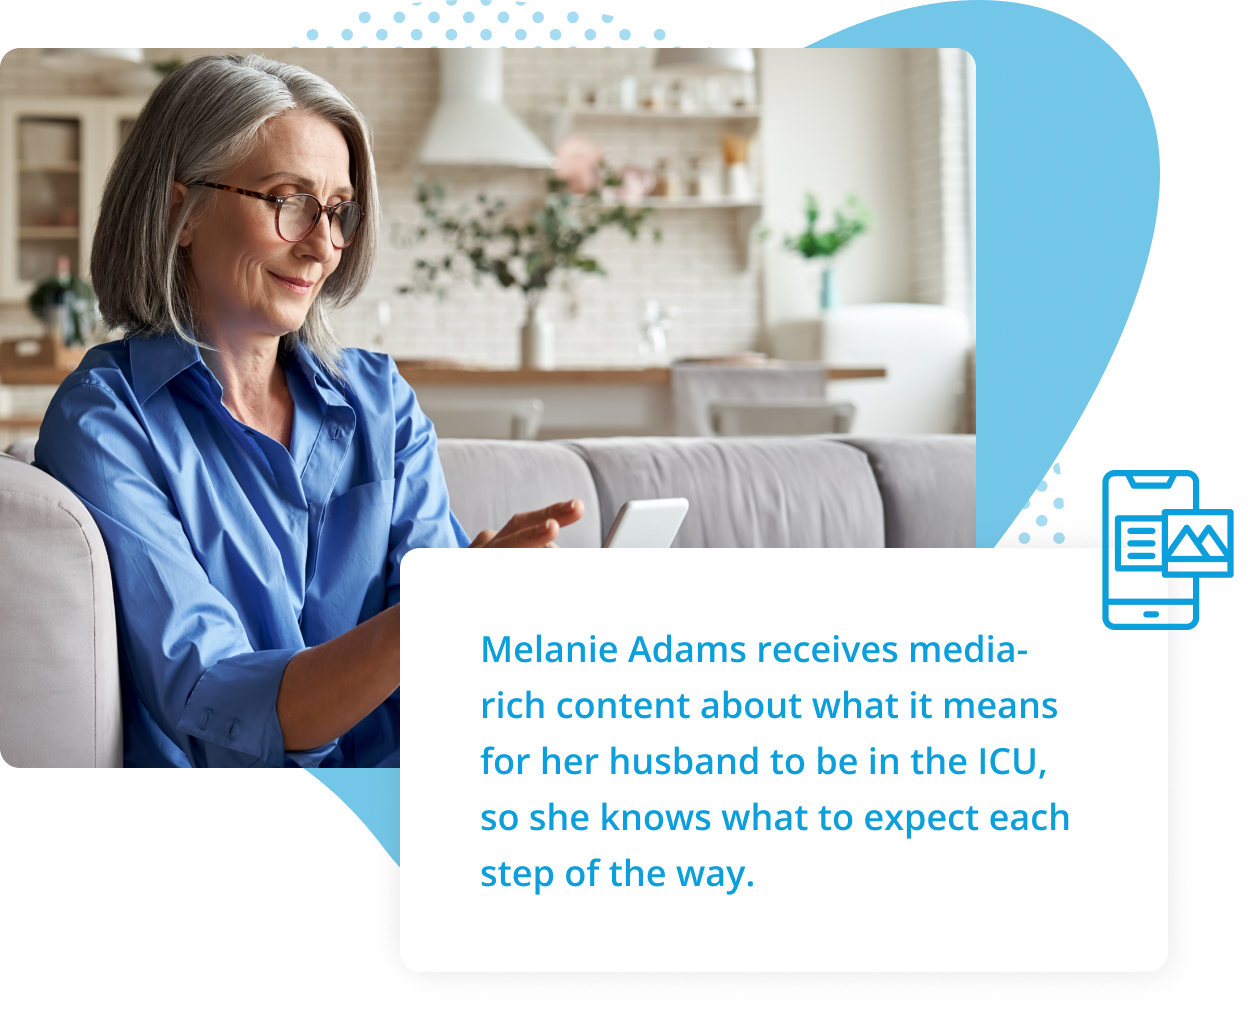 Melanie Adams receives media-
rich content about what it means
for her husband to be in the ICU,
so she knows what to expect each
step of the way.